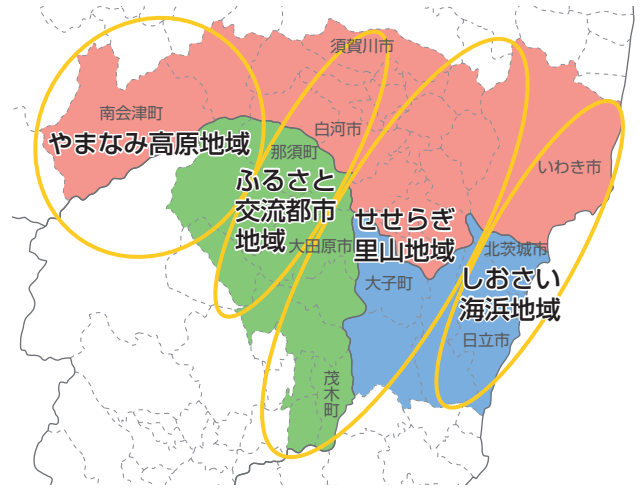 須賀川市
南会津町
白河市
やまなみ高原地域
那須町
いわき市
ふるさと
交流都市
地域
せせらぎ
里山地域
大田原市
北茨城市
大子町
しおさい
海浜地域
日立市
茂木町